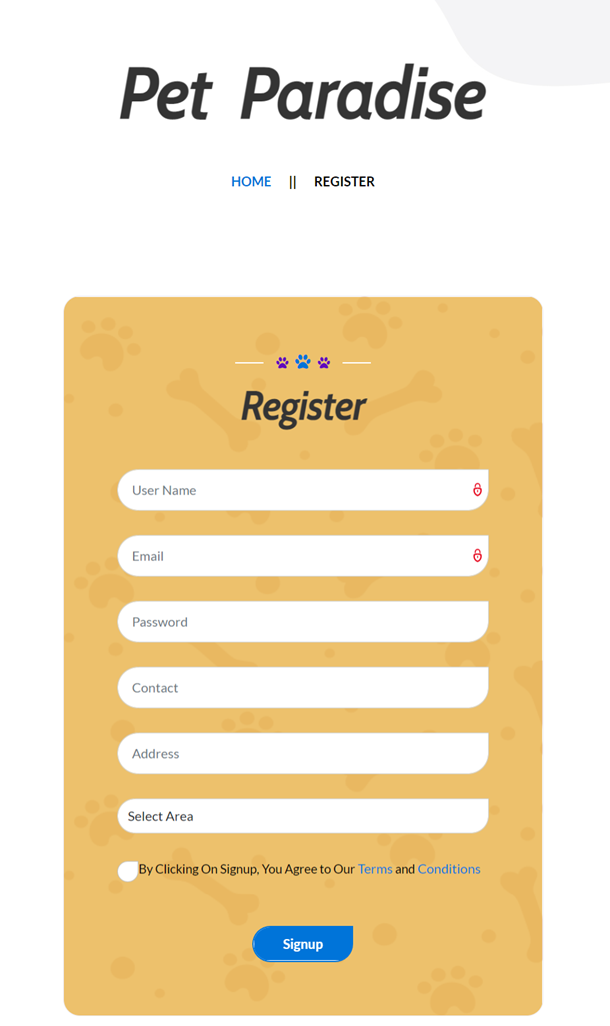 Pet Paradise
HOME || REGISTER
Register
User Name
Email
Password
Contact
Address
Select Area
By Clicking On Signup, You Agree to Our Terms and Conditions
Signup